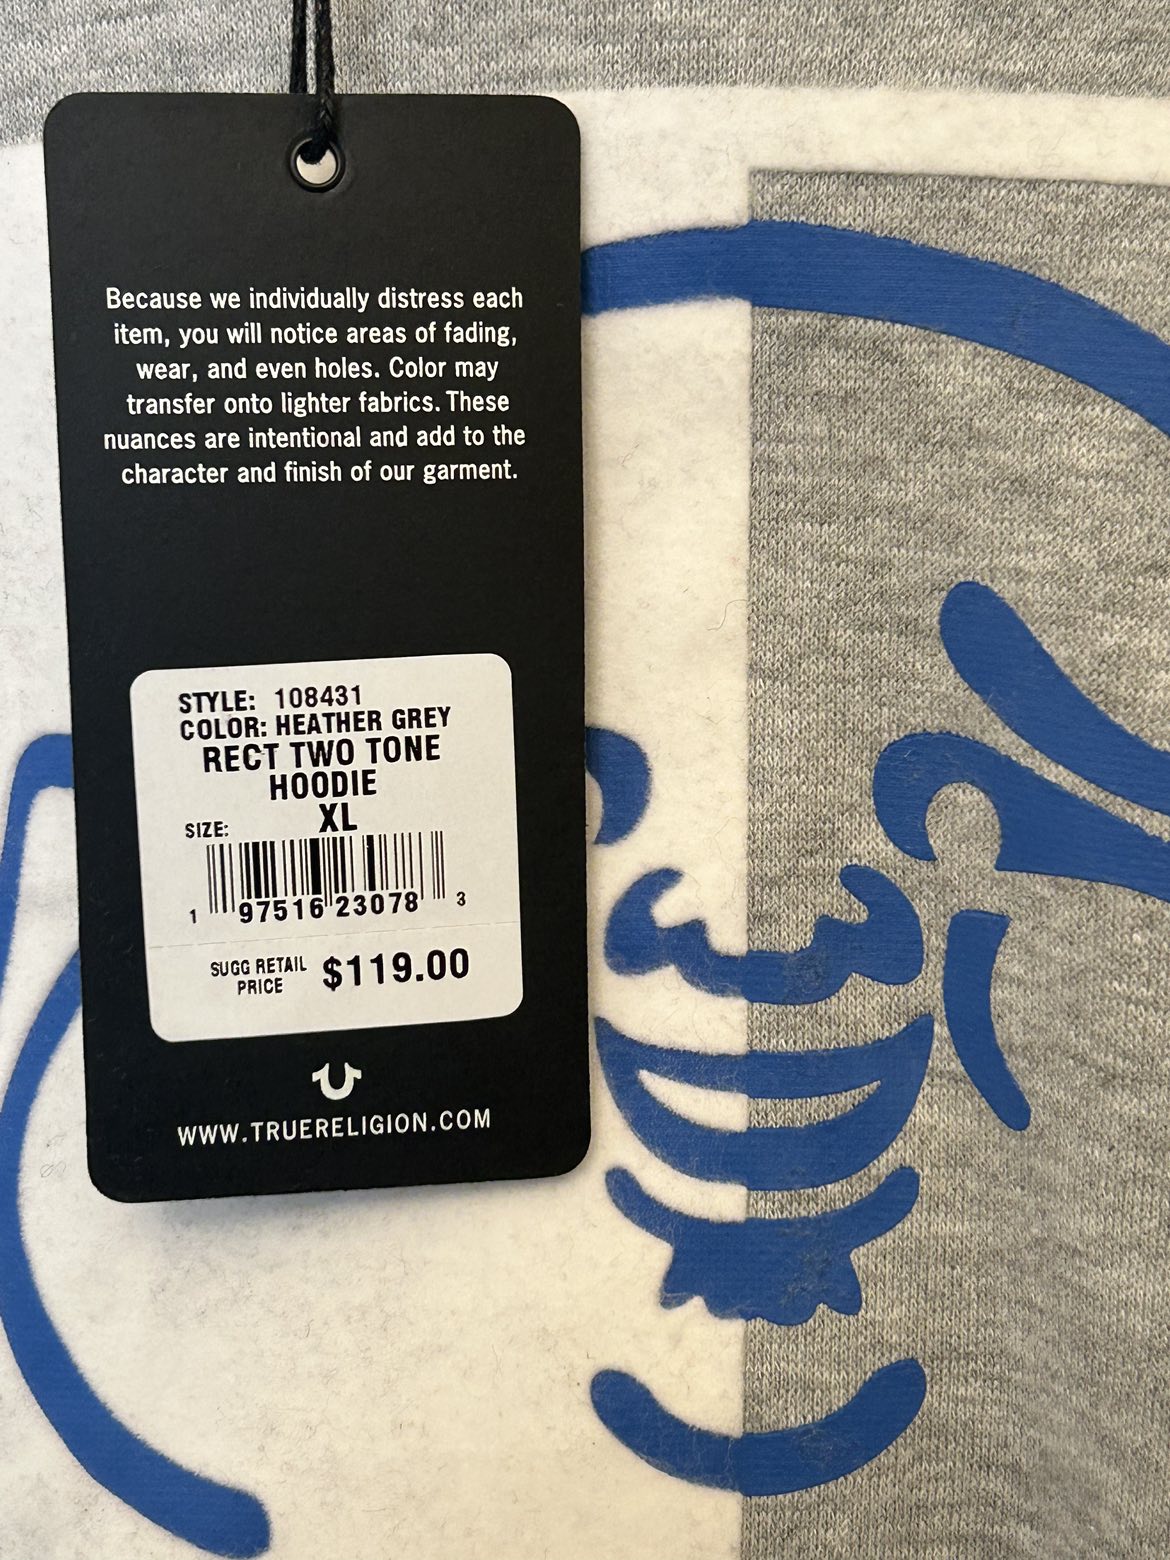 Because we individually distress each
item, you will notice areas of fading,
wear, and even holes. Color may
transfer onto lighter fabrics. These
nuances are intentional and add to the
character and finish of our garment.
STYLE: 108431
COLOR: HEATHER GREY
RECT TWO TONE
HOODIE
SIZE: XL
1 97516 23078 3
SUGG RETAIL
PRICE $119.00
WWW.TRUERELIGION.COM